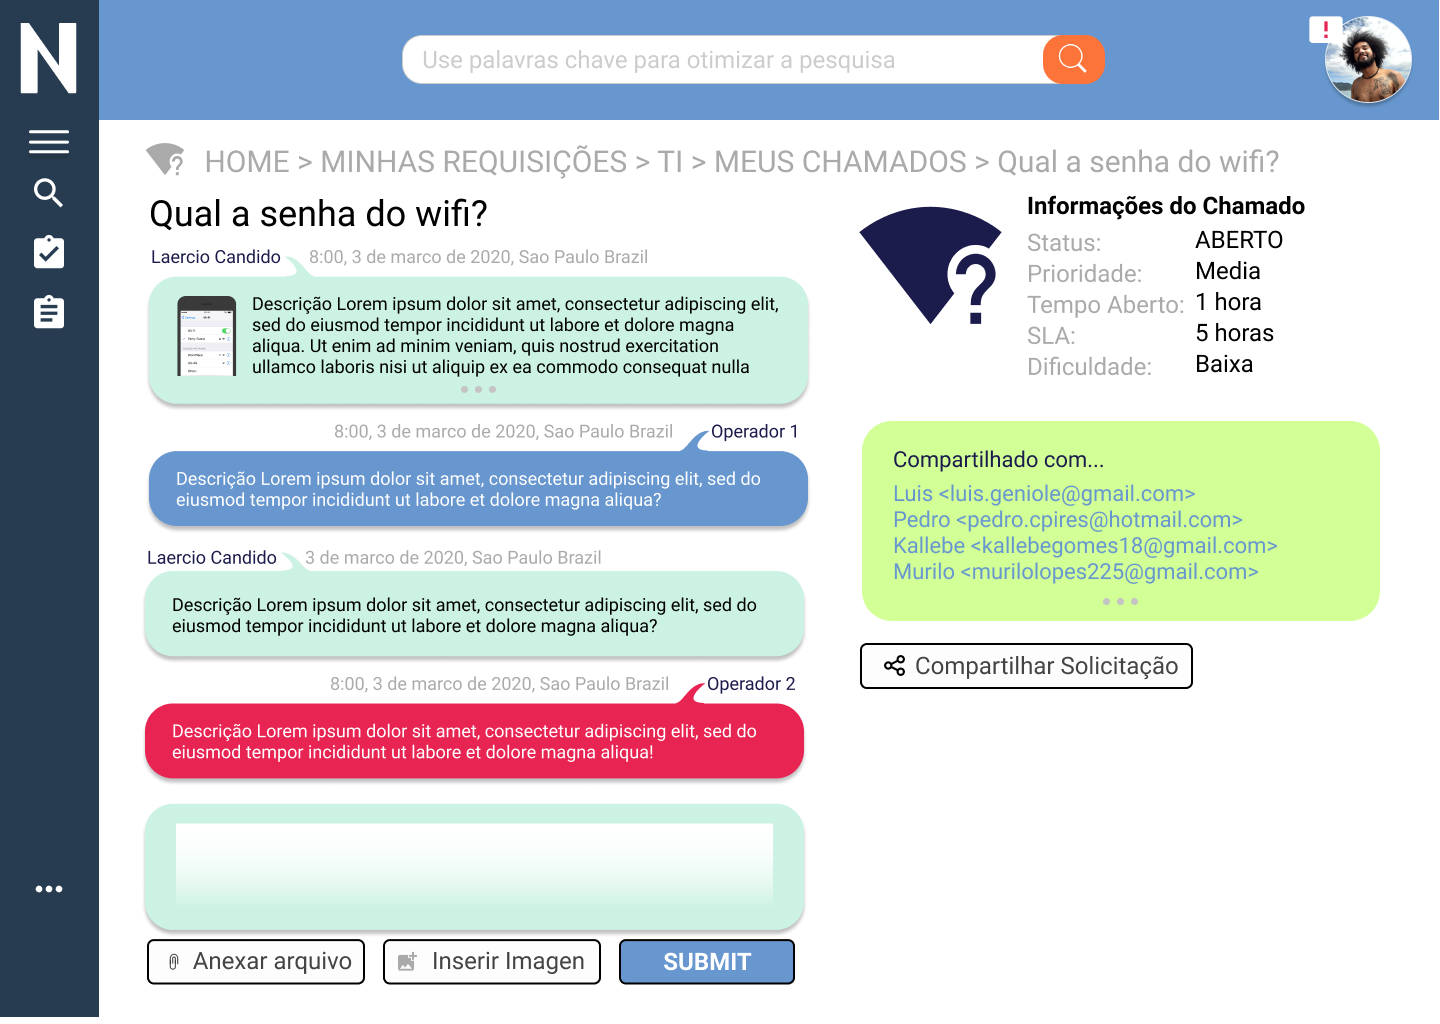 N
Use palavras chave para otimizar a pesquisa
!
HOME > MINHAS REQUISIÇÕES > TI > MEUS CHAMADOS > Qual a senha do wifi?
Qual a senha do wifi?
Laercio Candido 8:00, 3 de marco de 2020, Sao Paulo Brazil
Descrição Lorem ipsum dolor sit amet, consectetur adipiscing elit,
sed do eiusmod tempor incididunt ut labore et dolore magna
aliqua. Ut enim ad minim veniam, quis nostrud exercitation
ullamco laboris nisi ut aliquip ex ea commodo consequat nulla
8:00, 3 de marco de 2020, Sao Paulo Brazil Operador 1
Descrição Lorem ipsum dolor sit amet, consectetur adipiscing elit, sed do
eiusmod tempor incididunt ut labore et dolore magna aliqua?
Laercio Candido 3 de marco de 2020, Sao Paulo Brazil
Descrição Lorem ipsum dolor sit amet, consectetur adipiscing elit, sed do
eiusmod tempor incididunt ut labore et dolore magna aliqua?
8:00, 3 de marco de 2020, Sao Paulo Brazil Operador 2
Descrição Lorem ipsum dolor sit amet, consectetur adipiscing elit, sed do
eiusmod tempor incididunt ut labore et dolore magna aliqua!
Anexar arquivo
Inserir Imagen
SUBMIT
?
Informações do Chamado
Status: ABERTO
Prioridade: Media
Tempo Aberto: 1 hora
SLA: 5 horas
Dificuldade: Baixa
Compartilhado com...
Luis <luis.geniole@gmail.com>
Pedro <pedro.cpires@hotmail.com>
Kallebe <kallebegomes18@gmail.com>
Murilo <murilolopes225@gmail.com>
Compartilhar Solicitação